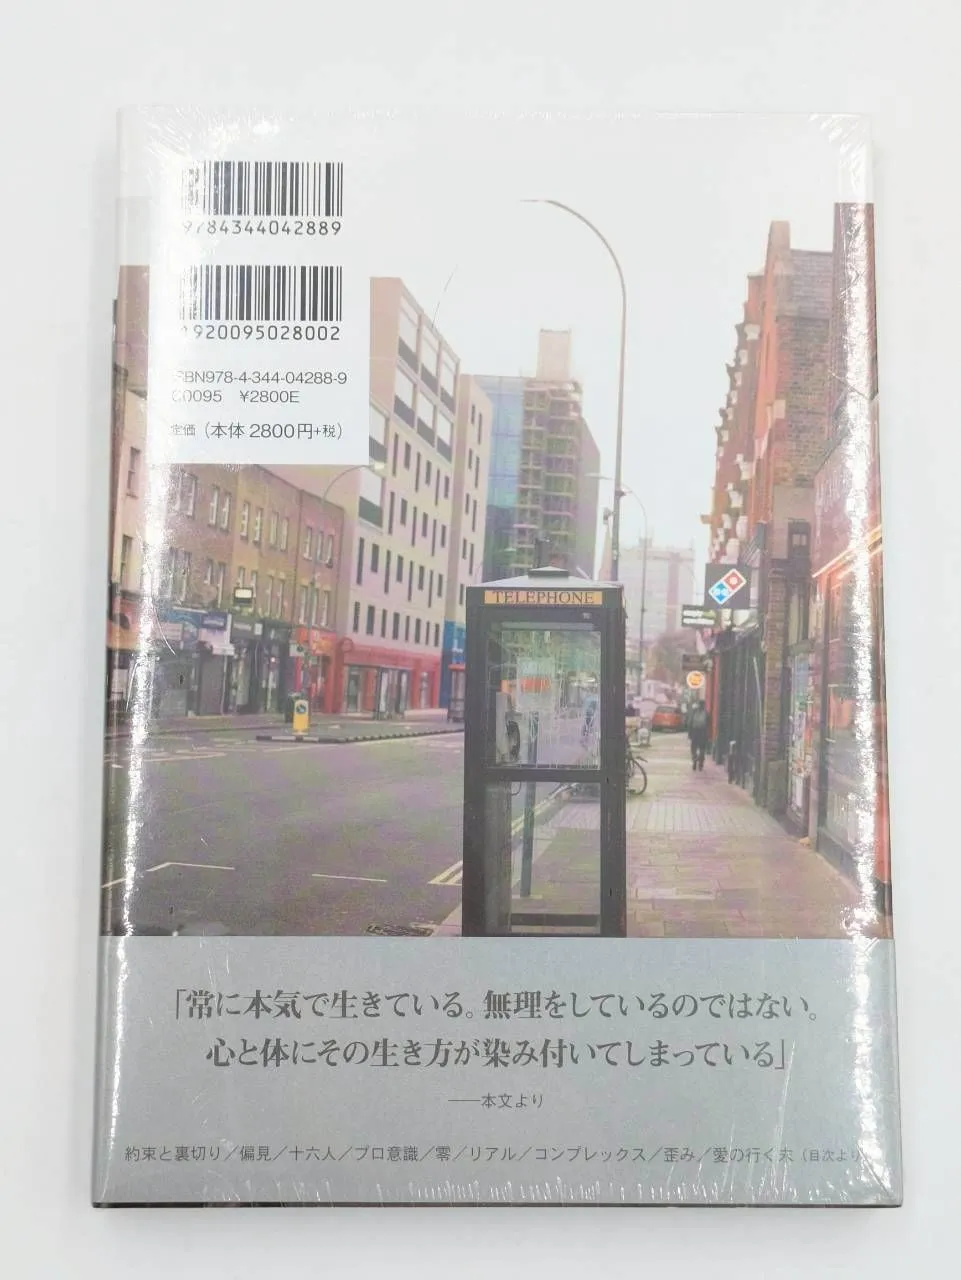 9784344042889
1920095028002
ISBN978-4-344-04288-9
C0095 ¥2800E
定価（本体 2800円+税）
TELEPHONE
「常に本気で生きている。無理をしているのではない。
心と体にその生き方が染み付いてしまっている」
──本文より
約束と裏切り／偏見／十六人／プロ意識／零／リアル／コンプレックス／歪み／愛の行く末（目次より